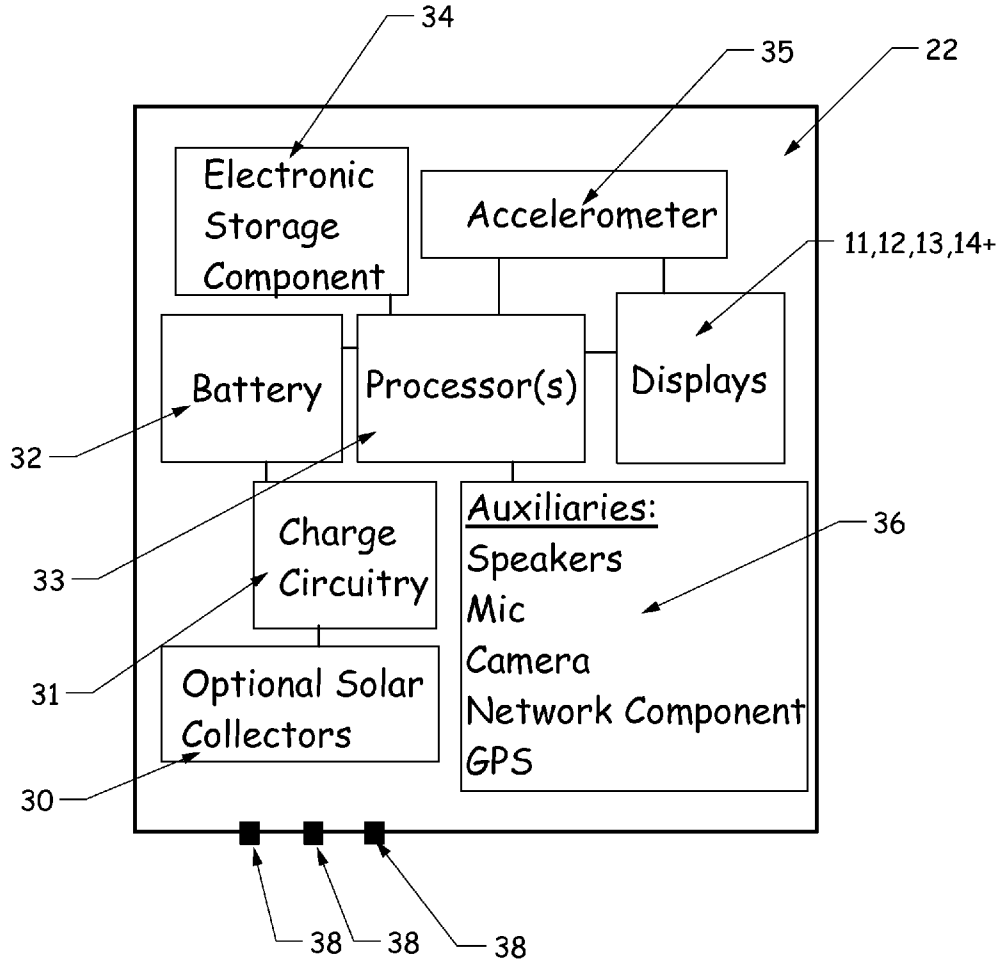 34
35
22
Electronic
Storage
Component
Accelerometer
11,12,13,14+
Battery
Processor(s)
Displays
32
Auxiliaries:
Speakers
Mic
Camera
Network Component
GPS
36
Charge
Circuitry
33
31
Optional Solar
Collectors
30
38
38
38